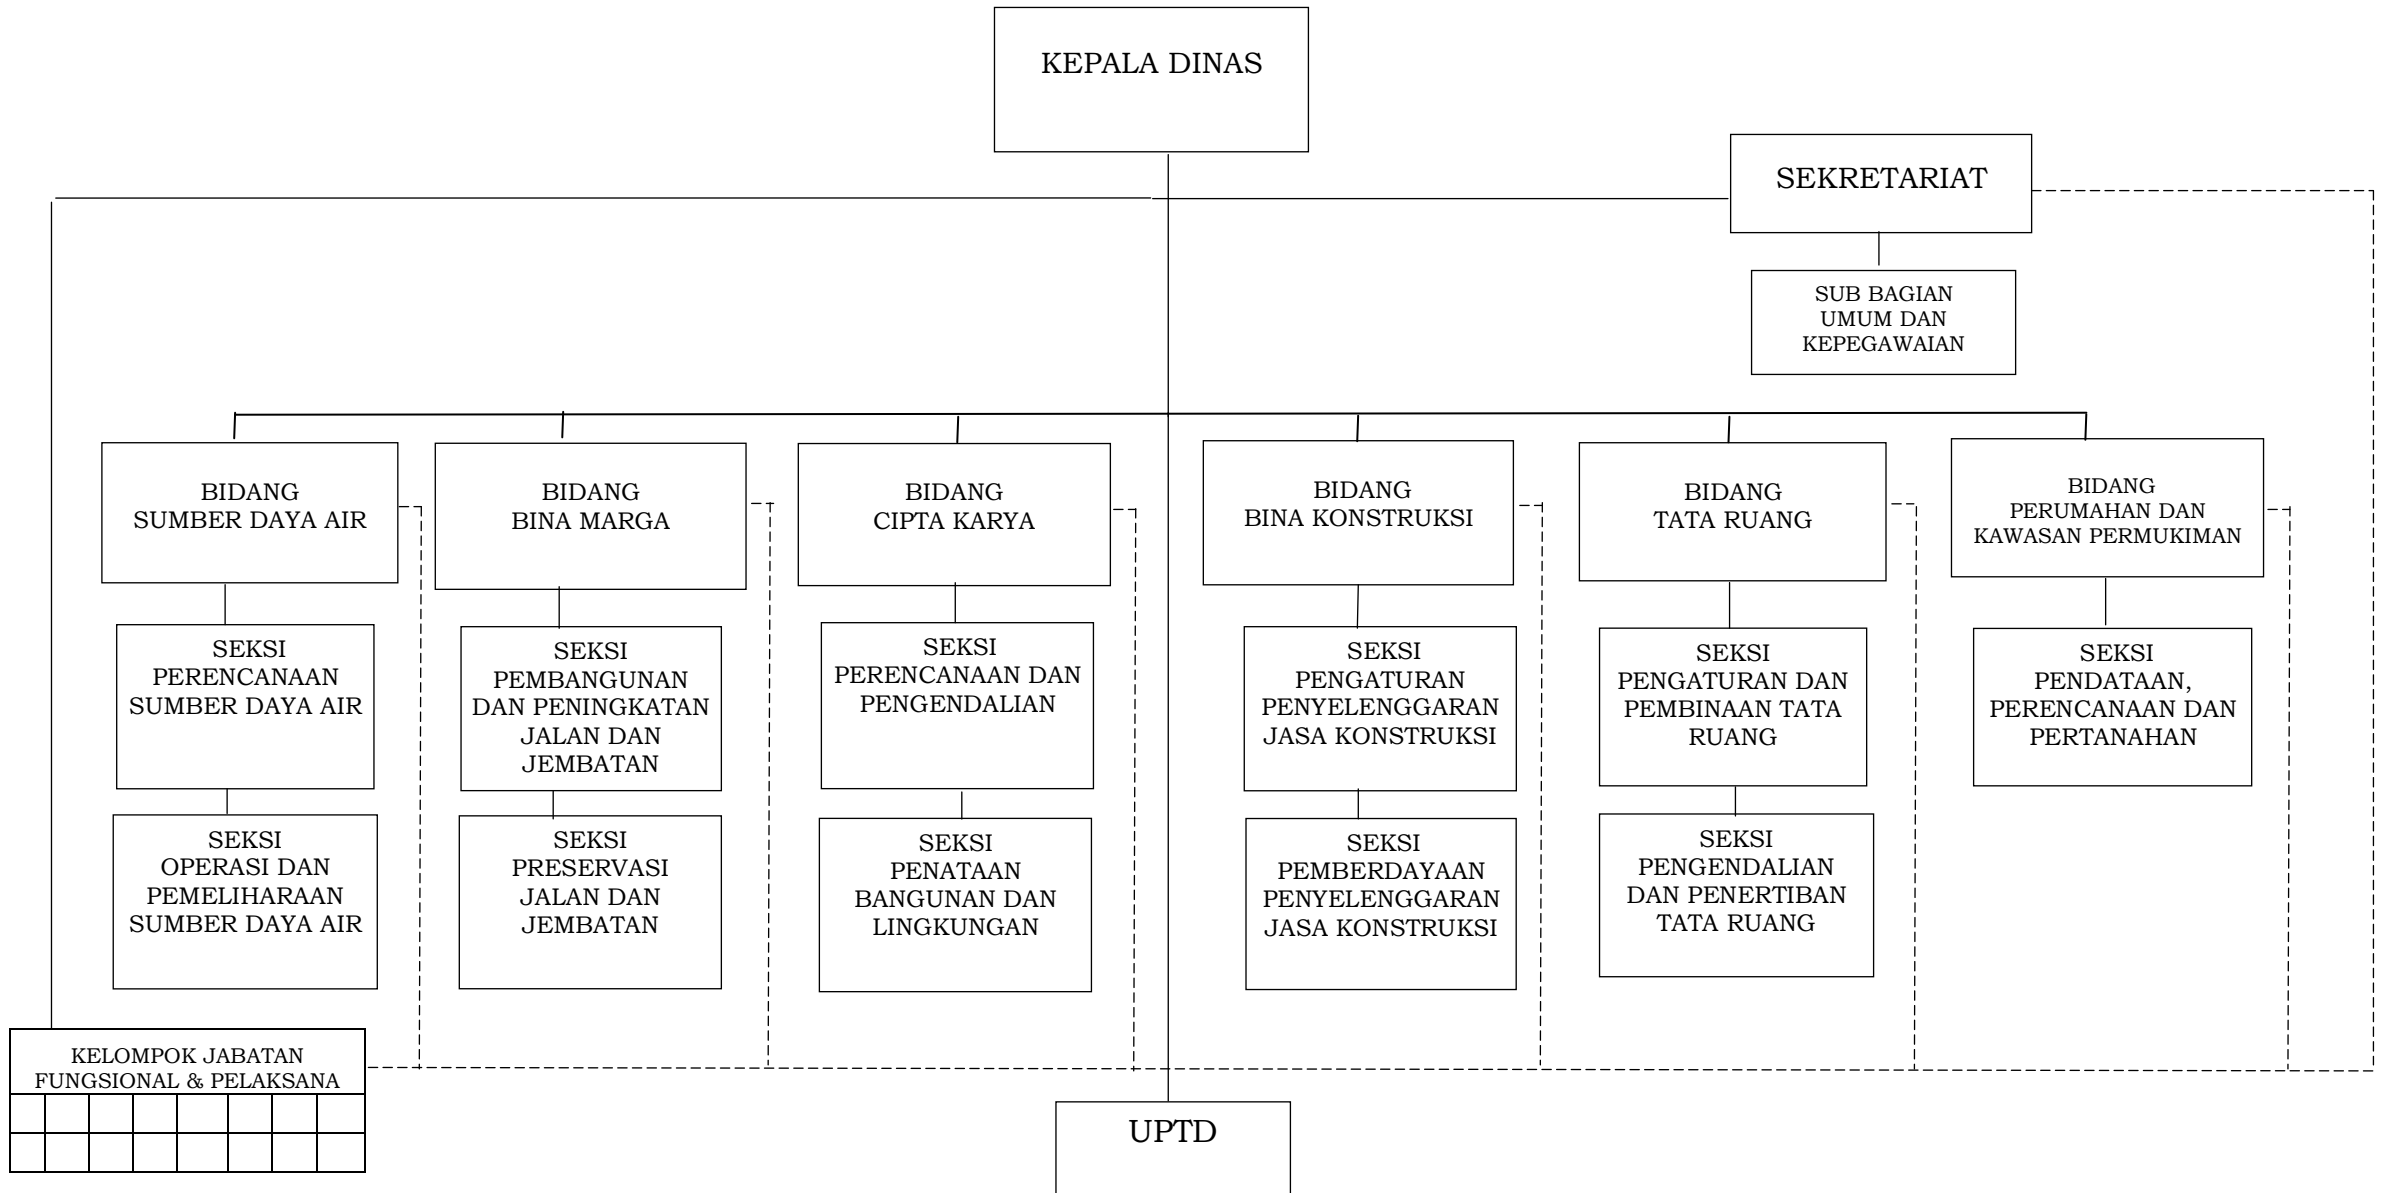 KEPALA DINAS
SEKRETARIAT
SUB BAGIAN
UMUM DAN
KEPEGAWAIAN
BIDANG
SUMBER DAYA AIR
BIDANG
BINA MARGA
BIDANG
CIPTA KARYA
BIDANG
BINA KONSTRUKSI
BIDANG
TATA RUANG
BIDANG
PERUMAHAN DAN
KAWASAN PERMUKIMAN
SEKSI
PERENCANAAN
SUMBER DAYA AIR
SEKSI
PEMBANGUNAN
DAN PENINGKATAN
JALAN DAN
JEMBATAN
SEKSI
PERENCANAAN DAN
PENGENDALIAN
SEKSI
PENGATURAN
PENYELENGGARAN
JASA KONSTRUKSI
SEKSI
PENGATURAN DAN
PEMBINAAN TATA
RUANG
SEKSI
PENDATAAN,
PERENCANAAN DAN
PERTANAHAN
SEKSI
OPERASI DAN
PEMELIHARAAN
SUMBER DAYA AIR
SEKSI
PRESERVASI
JALAN DAN
JEMBATAN
SEKSI
PENATAAN
BANGUNAN DAN
LINGKUNGAN
SEKSI
PEMBERDAYAAN
PENYELENGGARAN
JASA KONSTRUKSI
SEKSI
PENGENDALIAN
DAN PENERTIBAN
TATA RUANG
KELOMPOK JABATAN
FUNGSIONAL & PELAKSANA
UPTD